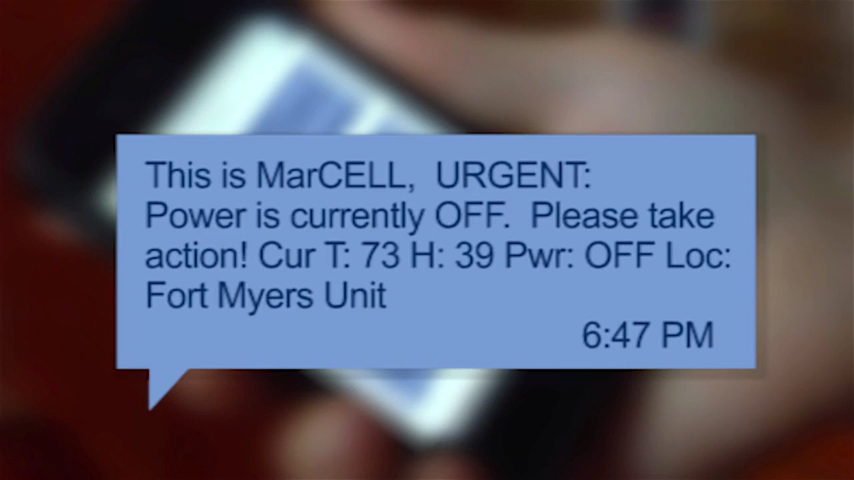 This is MarCELL,  URGENT:
Power is currently OFF.  Please take
action! Cur T: 73 H: 39 Pwr: OFF Loc:
Fort Myers Unit
6:47 PM